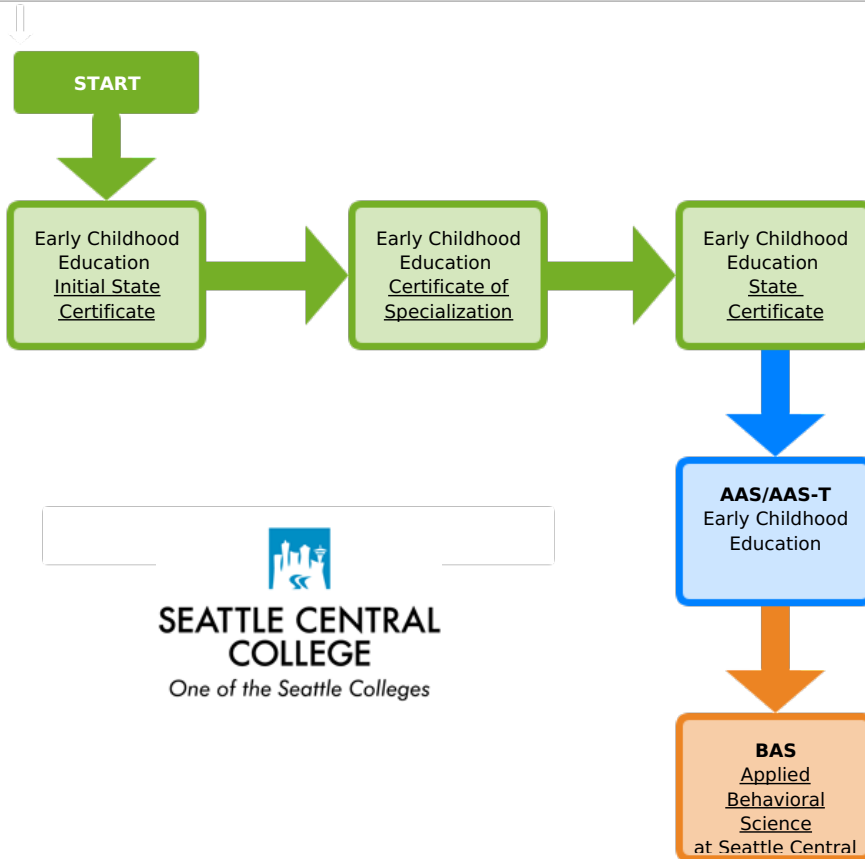 START
Early Childhood
Education
Initial State
Certificate
Early Childhood
Education
Certificate of
Specialization
Early Childhood
Education
State
Certificate
AAS/AAS-T
Early Childhood
Education
SEATTLE CENTRAL
COLLEGE
One of the Seattle Colleges
BAS
Applied
Behavioral
Science
at Seattle Central